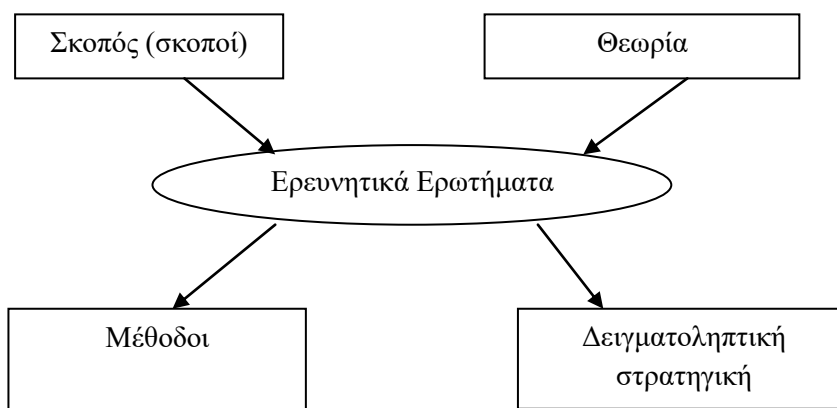 Σκοπός (σκοποί)
Θεωρία
Ερευνητικά Ερωτήματα
Μέθοδοι
Δειγματοληπτική
στρατηγική